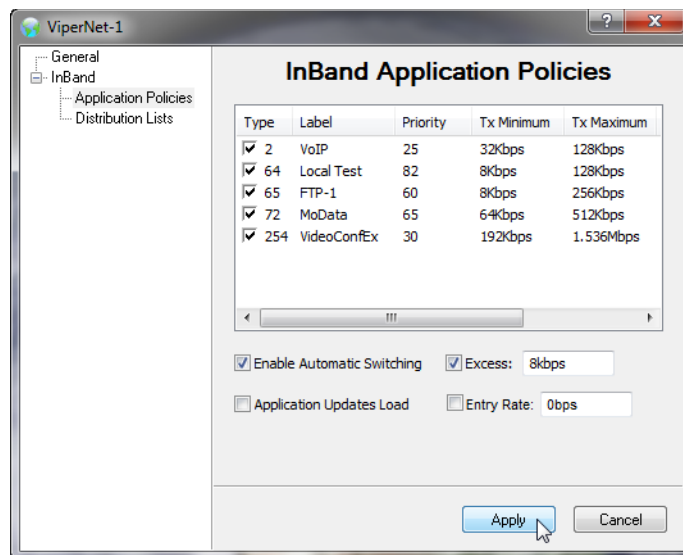 ViperNet-1
General
InBand
Application Policies
Distribution Lists
InBand Application Policies
Type Label Priority Tx Minimum Tx Maximum
2 VoIP 25 32Kbps 128Kbps
64 Local Test 82 8Kbps 128Kbps
65 FTP-1 60 8Kbps 256Kbps
72 MoData 65 64Kbps 512Kbps
254 VideoConfEx 30 192Kbps 1.536Mbps
Enable Automatic Switching Excess: 8kbps
Application Updates Load Entry Rate: 0bps
Apply Cancel